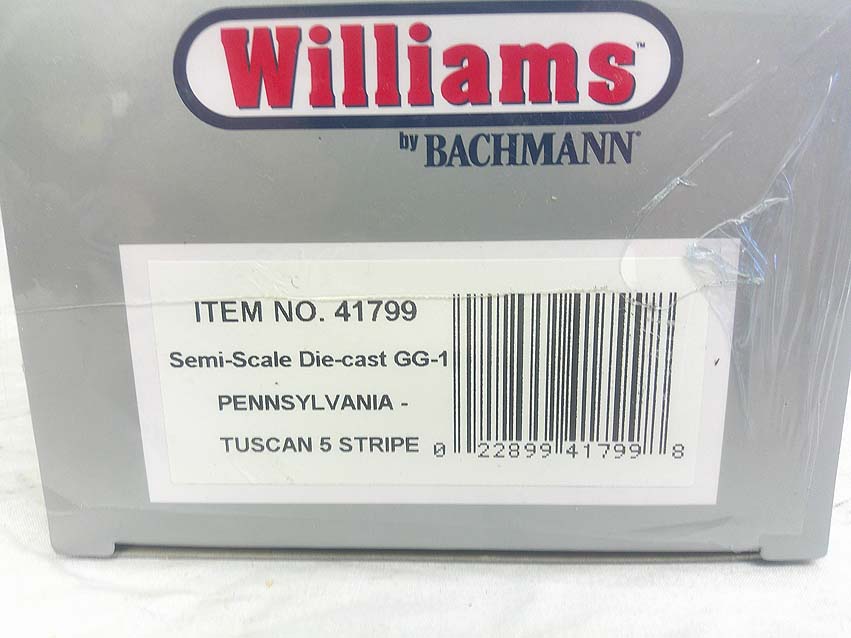 Williams™
by BACHMANN®
ITEM NO. 41799
Semi-Scale Die-cast GG-1
PENNSYLVANIA -
TUSCAN 5 STRIPE
0 22899 41799 8